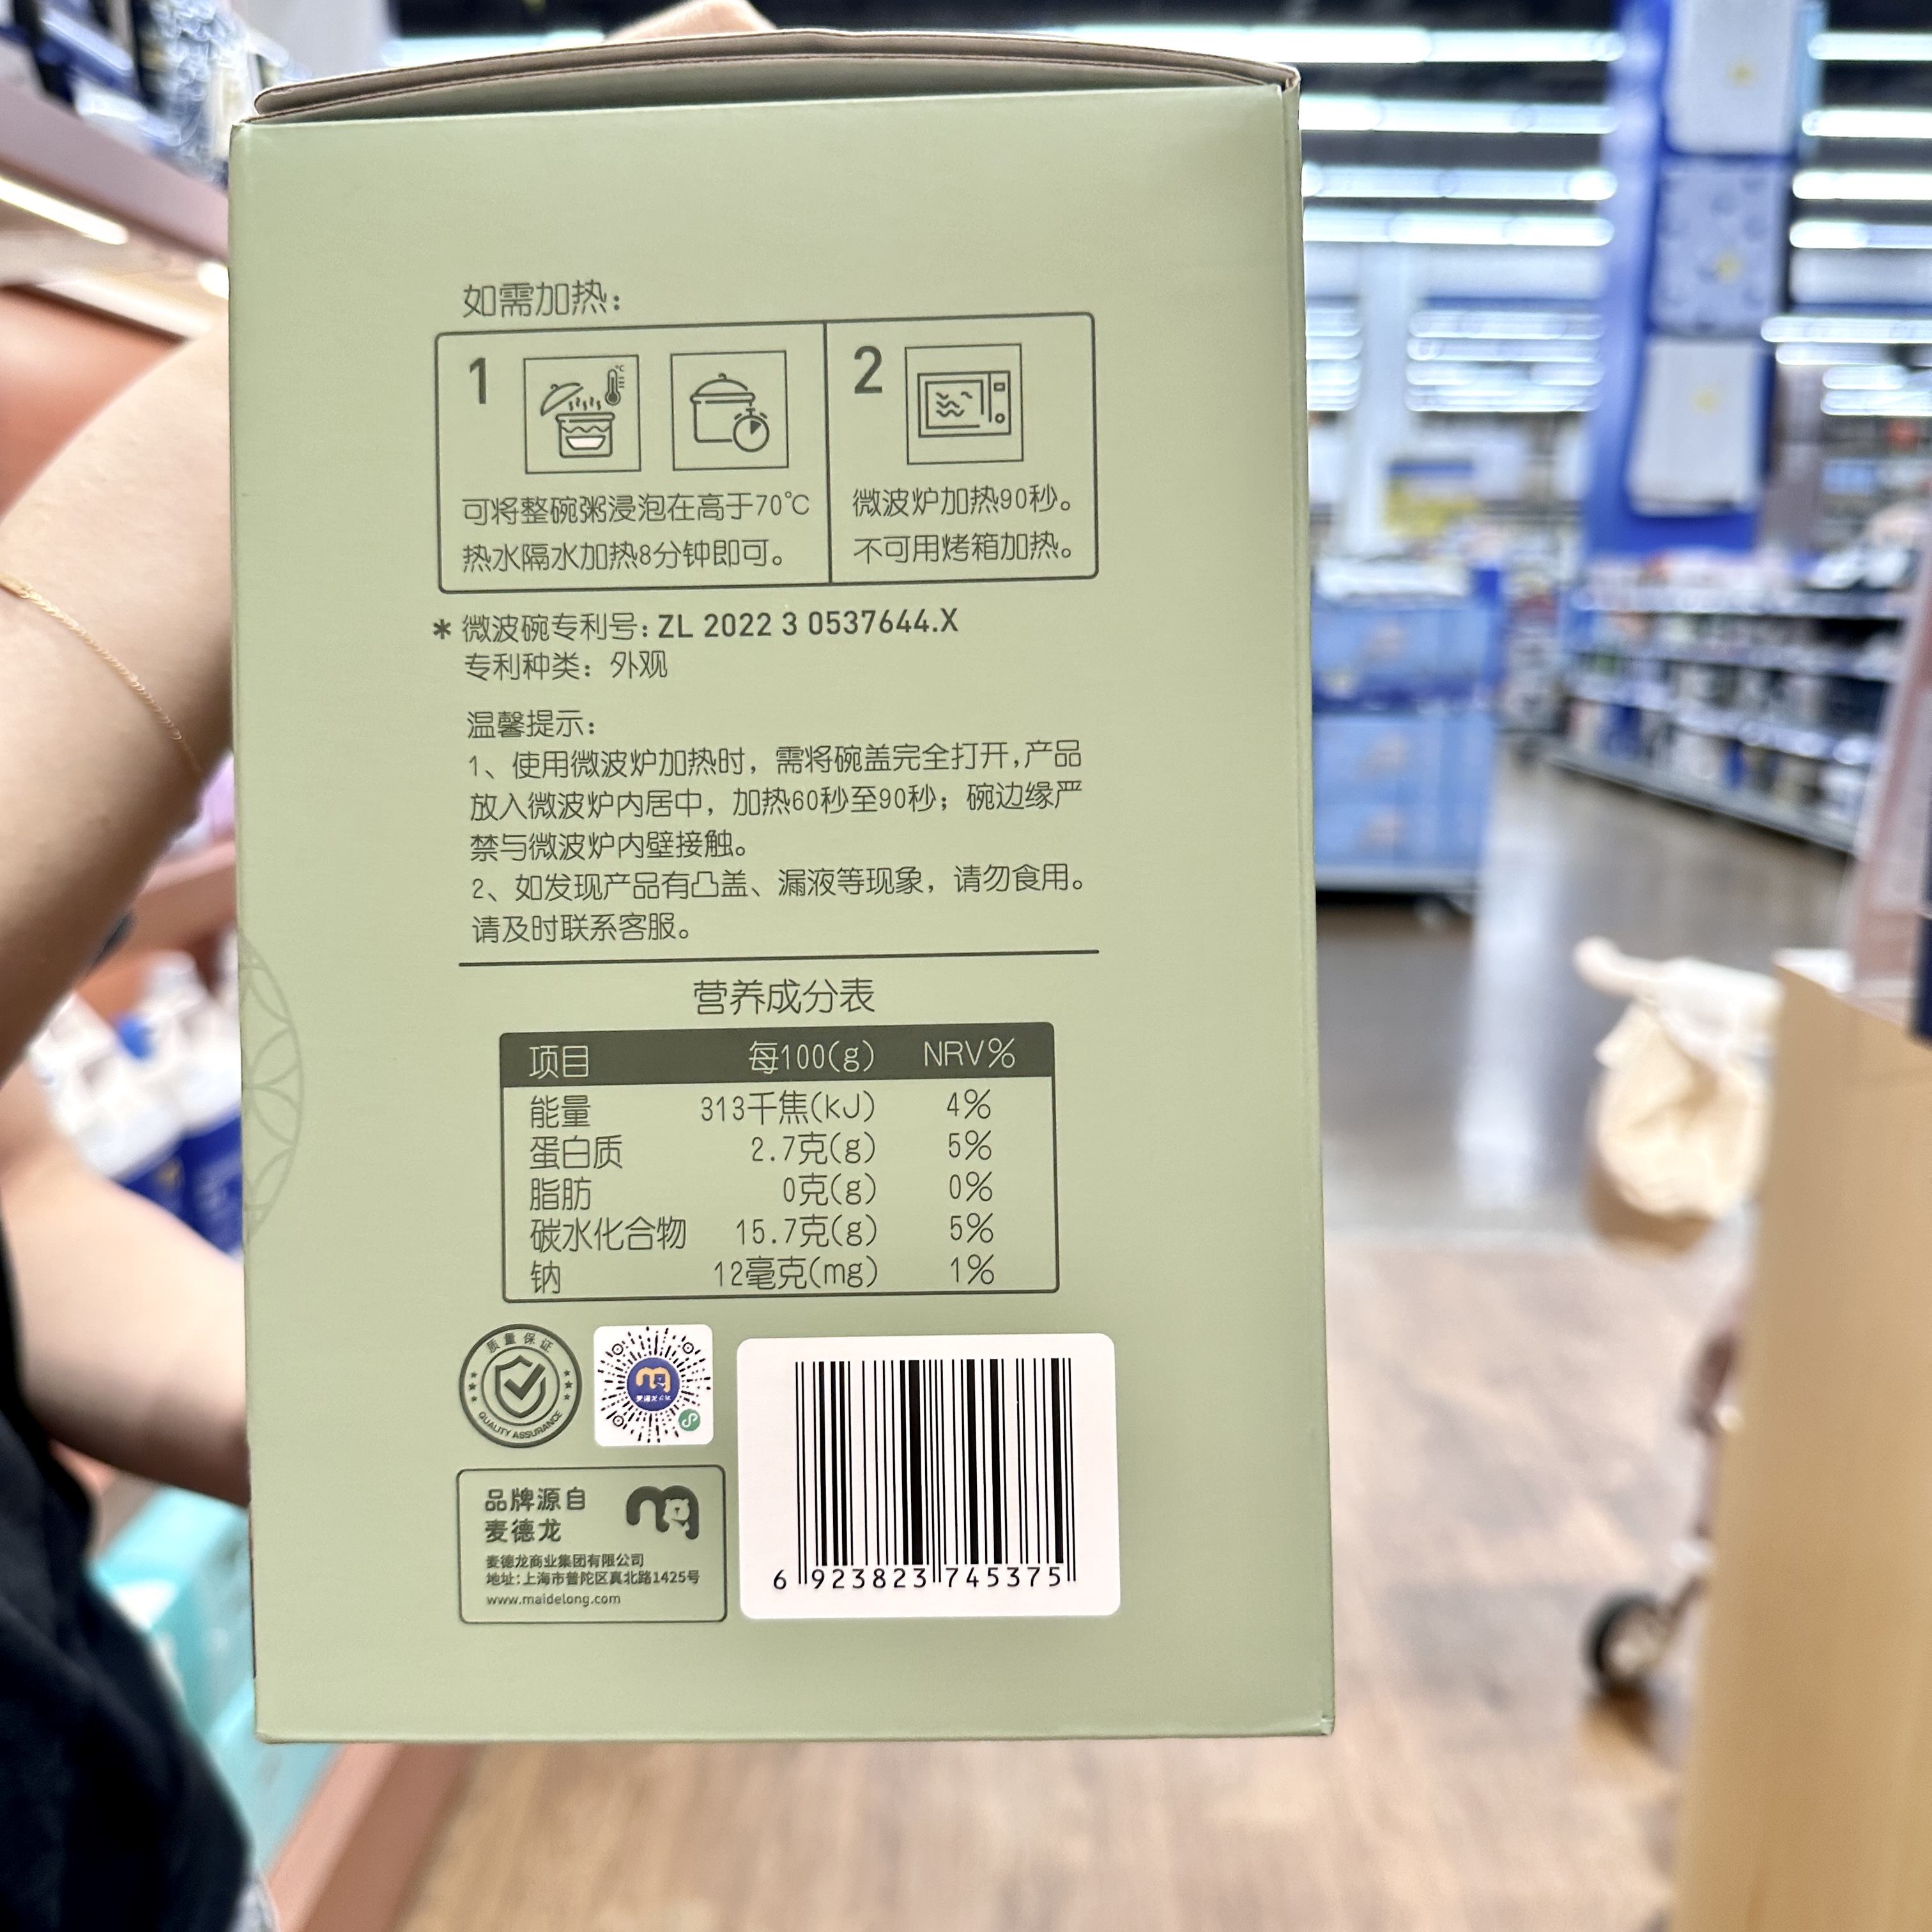 如需加热：
1
2
℃
可将整碗粥浸泡在高于70℃
热水隔水加热8分钟即可。
微波炉加热90秒。
不可用烤箱加热。
* 微波碗专利号：ZL 2022 3 0537644.X
专利种类：外观
温馨提示：
1、使用微波炉加热时，需将碗盖完全打开，产品
放入微波炉内居中，加热60秒至90秒；碗边缘严
禁与微波炉内壁接触。
2、如发现产品有凸盖、漏液等现象，请勿食用。
请及时联系客服。
营养成分表
项目 每100(g) NRV%
能量 313千焦(kJ) 4%
蛋白质 2.7克(g) 5%
脂肪 0克(g) 0%
碳水化合物 15.7克(g) 5%
钠 12毫克(mg) 1%
质量保证
QUALITY ASSURANCE
品牌源自
麦德龙
麦德龙商业集团有限公司
地址：上海市普陀区真北路1425号
www.maidelong.com
6 923823 745375